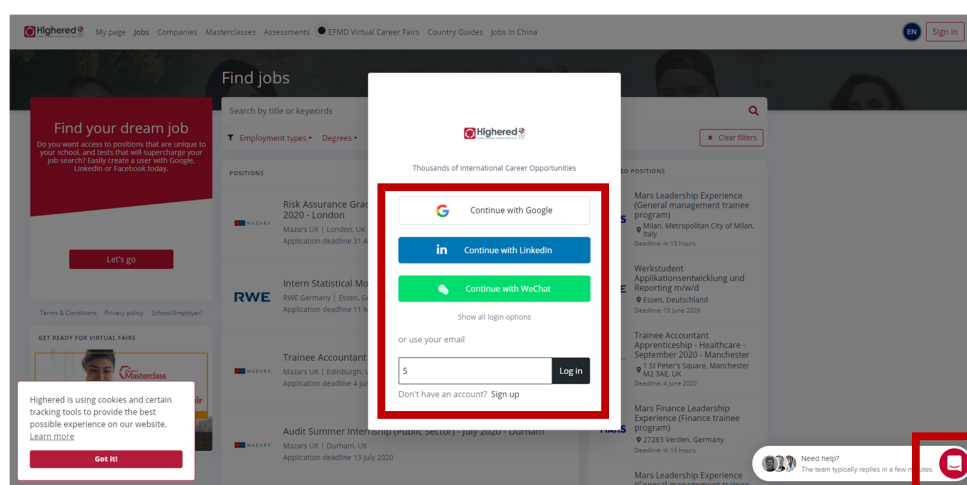 Highered
My page Jobs Companies Masterclasses Assessments EFMD Virtual Career Fairs Country Guides Jobs in China
EN
Sign in
Find jobs
Search by title or keywords
Employment types Degrees
Clear filters
Find your dream job
Do you want access to positions that are unique to
your school, and tests that will supercharge your
job search? Easily create a user with Google,
LinkedIn or Facebook today.
Let's go
Terms & Conditions Privacy policy School/Employer?
GET READY FOR VIRTUAL FAIRS
Masterclass
Highered is using cookies and certain
tracking tools to provide the best
possible experience on our website.
Learn more
Got it!
POSITIONS
MAZARS
Risk Assurance Grad
2020 - London
Mazars UK | London, UK
Application deadline 31 A
RWE
Intern Statistical Mo
RWE Germany | Essen, G
Application deadline 11 M
MAZARS
Trainee Accountant
Mazars UK | Edinburgh, U
Application deadline 4 Jul
MAZARS
Audit Summer Internship (Public Sector) - July 2020 - Durham
Mazars UK | Durham, UK
Application deadline 13 July 2020
Highered
Thousands of International Career Opportunities
Continue with Google
Continue with LinkedIn
Continue with WeChat
Show all login options
or use your email
S
Log in
Don't have an account? Sign up
ED POSITIONS
Mars Leadership Experience
(General management trainee
program)
Milan, Metropolitan City of Milan,
Italy
Deadline: in 15 hours
Werkstudent
Applikationsentwicklung und
Reporting m/w/d
Essen, Deutschland
Deadline: 15 June 2020
Trainee Accountant
Apprenticeship - Healthcare -
September 2020 - Manchester
1 St Peter's Square, Manchester
M2 3AE, UK
Deadline: 4 June 2020
Mars Finance Leadership
Experience (Finance trainee
program)
27283 Verden, Germany
Deadline: in 15 hours
Mars Leadership Experience
(General management trainee
Need help?
The team typically replies in a few minutes.